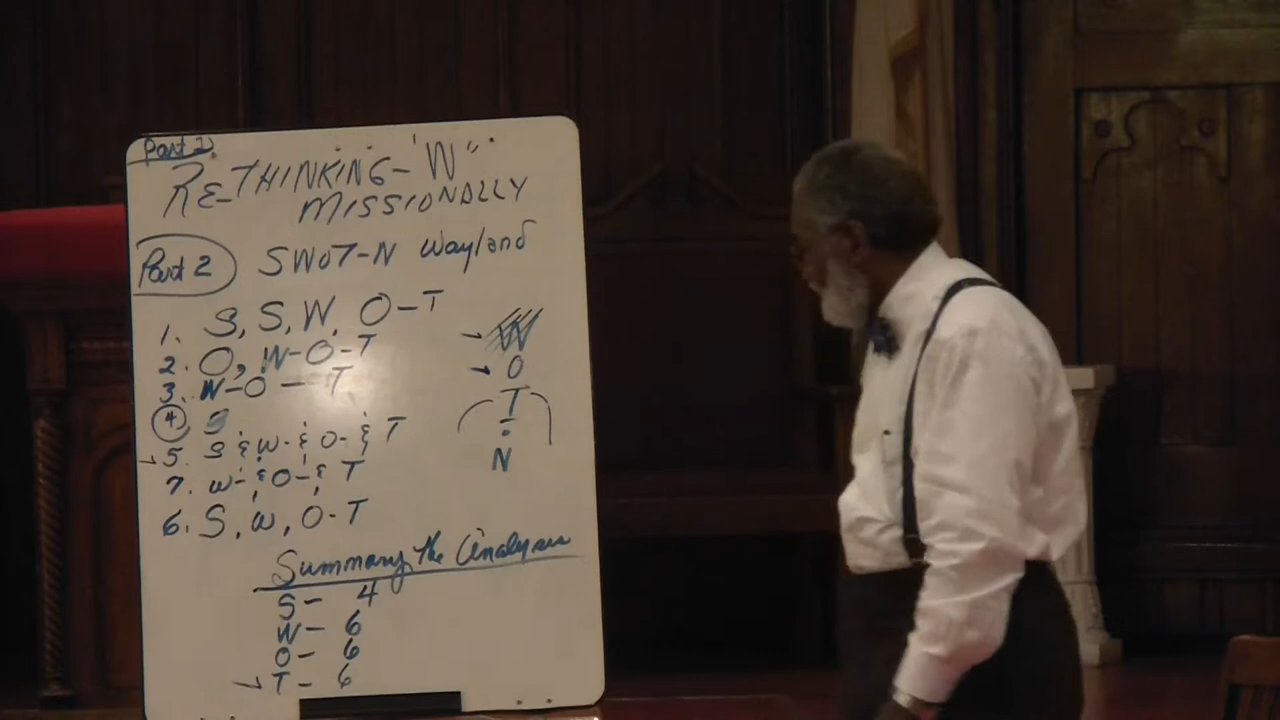 Part 2
RE-THINKING-"W"
MISSIONALLY
Part 2 SWOT-N Wayland
1. S, S, W, O-T
2. O, W-O-T
3. W-O-T
4 S
5. S & W-& O-& T
7. W-& O-& T
6. S, W, O-T
W
O
T
N
Summary the Analysis
S- 4
W- 6
O- 6
T- 6